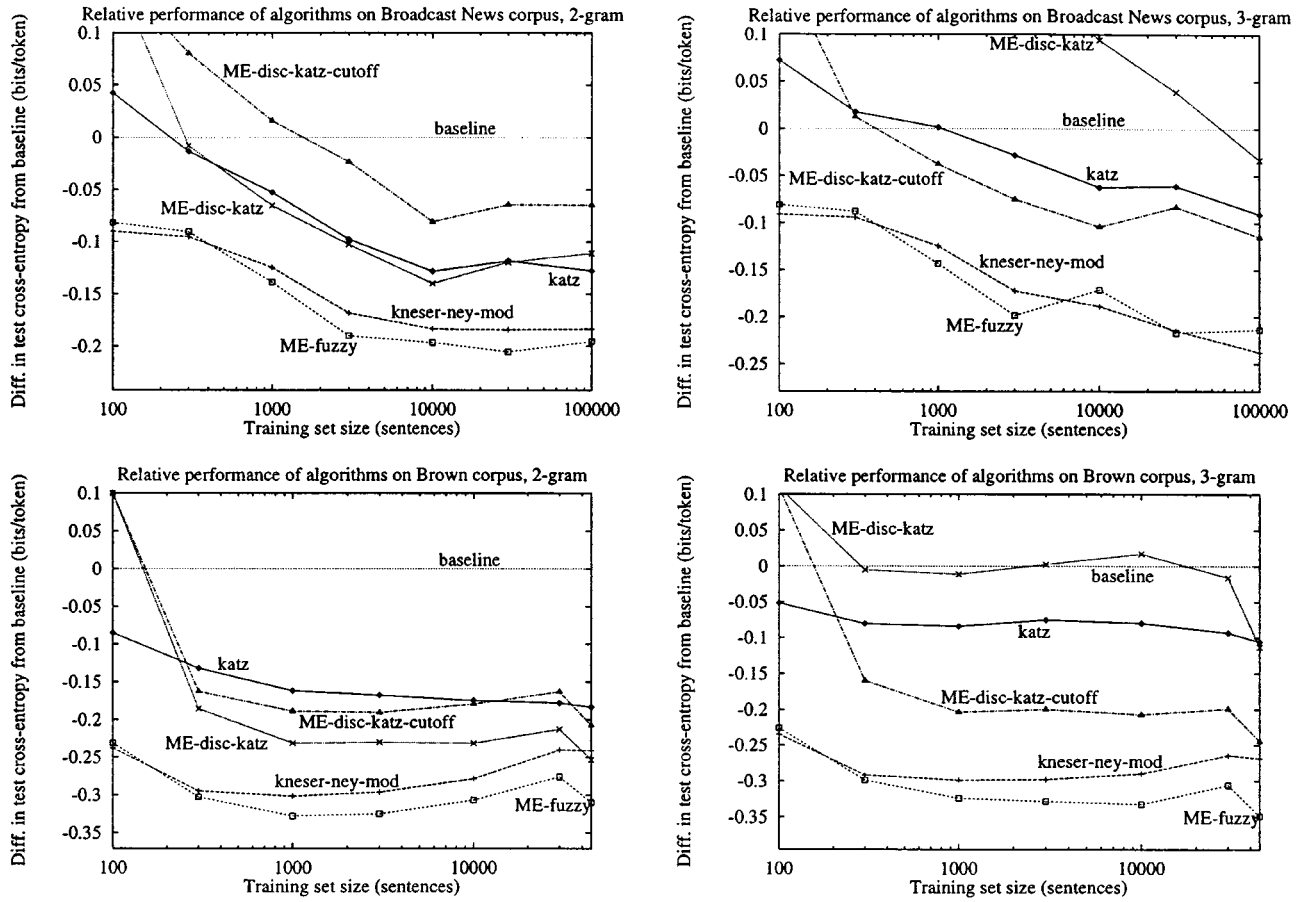 Relative performance of algorithms on Broadcast News corpus, 2-gram
Diff. in test cross-entropy from baseline (bits/token)
0.1
0.05
0
-0.05
-0.1
-0.15
-0.2
ME-disc-katz-cutoff
baseline
ME-disc-katz
katz
kneser-ney-mod
ME-fuzzy
100 1000 10000 100000
Training set size (sentences)
Relative performance of algorithms on Broadcast News corpus, 3-gram
Diff. in test cross-entropy from baseline (bits/token)
0.1
0.05
0
-0.05
-0.1
-0.15
-0.2
-0.25
ME-disc-katz
baseline
katz
ME-disc-katz-cutoff
kneser-ney-mod
ME-fuzzy
100 1000 10000 100000
Training set size (sentences)
Relative performance of algorithms on Brown corpus, 2-gram
Diff. in test cross-entropy from baseline (bits/token)
0.1
0.05
0
-0.05
-0.1
-0.15
-0.2
-0.25
-0.3
-0.35
baseline
katz
ME-disc-katz-cutoff
ME-disc-katz
kneser-ney-mod
ME-fuzzy
100 1000 10000
Training set size (sentences)
Relative performance of algorithms on Brown corpus, 3-gram
Diff. in test cross-entropy from baseline (bits/token)
0.1
0.05
0
-0.05
-0.1
-0.15
-0.2
-0.25
-0.3
-0.35
ME-disc-katz
baseline
katz
ME-disc-katz-cutoff
kneser-ney-mod
ME-fuzzy
100 1000 10000
Training set size (sentences)